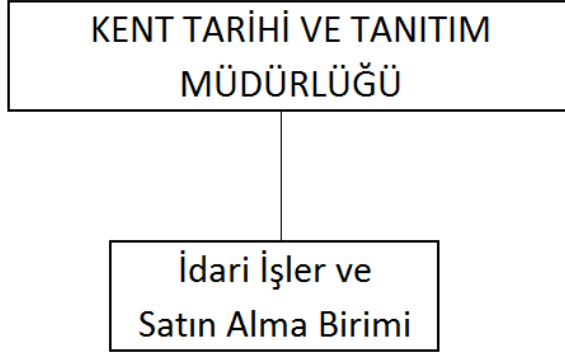 KENT TARİHİ VE TANITIM
MÜDÜRLÜĞÜ
İdari İşler ve
Satın Alma Birimi